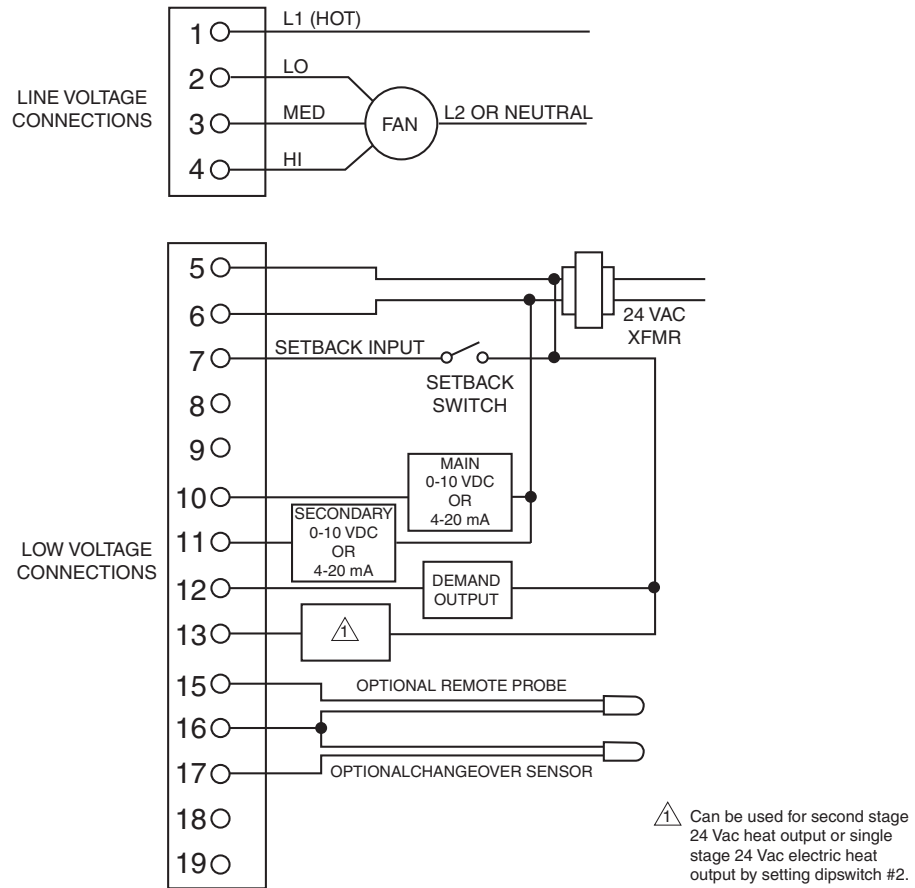 1
L1 (HOT)
2
LO
LINE VOLTAGE
CONNECTIONS
3
MED
FAN
L2 OR NEUTRAL
4
HI
5
6
24 VAC
XFMR
7
SETBACK INPUT
SETBACK
SWITCH
8
9
10
MAIN
0-10 VDC
OR
4-20 mA
11
SECONDARY
0-10 VDC
OR
4-20 mA
LOW VOLTAGE
CONNECTIONS
12
DEMAND
OUTPUT
13
1
15
OPTIONAL REMOTE PROBE
16
17
OPTIONALCHANGEOVER SENSOR
18
19
1 Can be used for second stage
24 Vac heat output or single
stage 24 Vac electric heat
output by setting dipswitch #2.